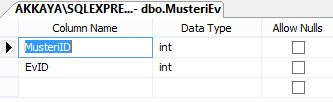 AKKAYA\SQLEXPRE...- dbo.MusteriEv
Column Name Data Type Allow Nulls
MusteriID int
EvID int